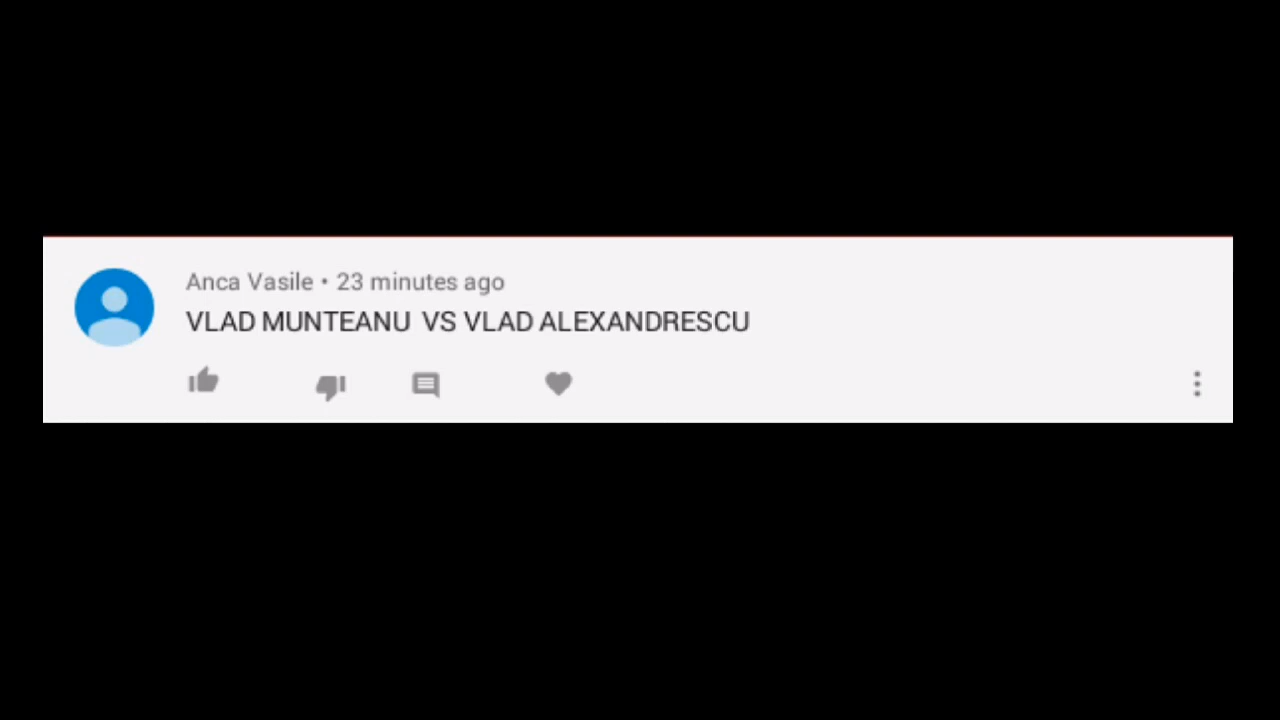 Anca Vasile • 23 minutes ago
VLAD MUNTEANU  VS VLAD ALEXANDRESCU